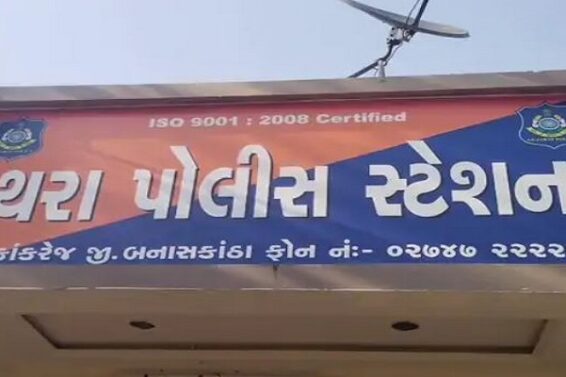 ISO 9001 : 2008 Certified
થરા પોલીસ સ્ટેશન
કાંકરેજ જી. બનાસકાંઠા ફોન નંઃ- ૦૨૭૪૭ ૨૨૨૨